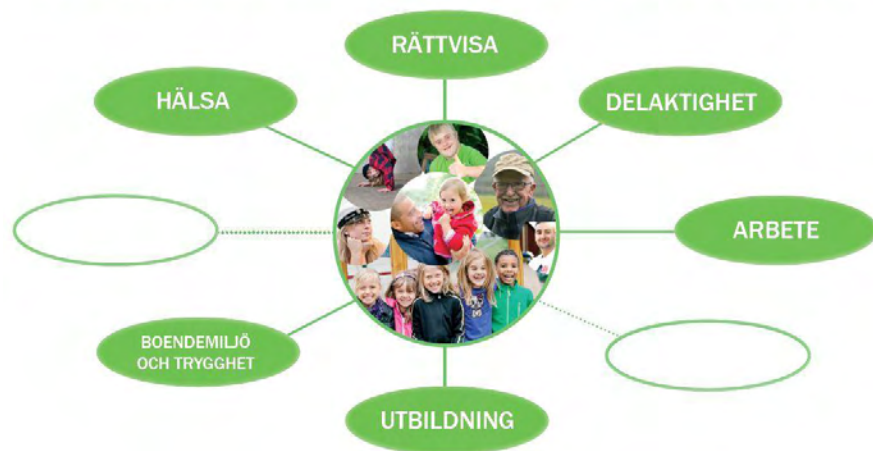 RÄTTVISA
HÄLSA
DELAKTIGHET
ARBETE
BOENDEMILJÖ
OCH TRYGGHET
UTBILDNING